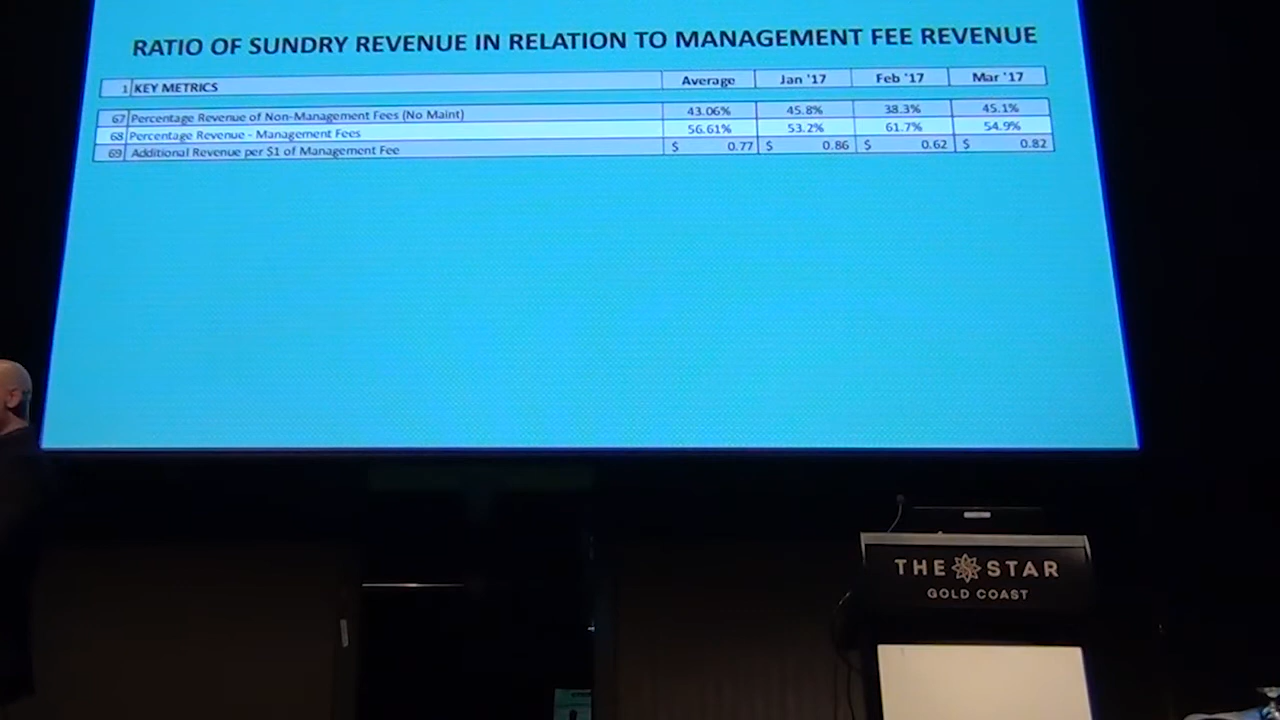 RATIO OF SUNDRY REVENUE IN RELATION TO MANAGEMENT FEE REVENUE
1 KEY METRICS Average Jan '17 Feb '17 Mar '17
67 Percentage Revenue of Non-Management Fees (No Maint) 43.06% 45.8% 38.3% 45.1%
68 Percentage Revenue - Management Fees 56.61% 53.2% 61.7% 54.9%
69 Additional Revenue per $1 of Management Fee $ 0.77 $ 0.86 $ 0.62 $ 0.82
THE STAR
GOLD COAST